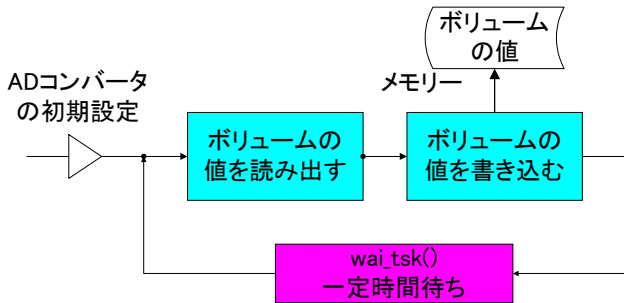 ボリューム
の値
ADコンバータ
の初期設定
メモリー
ボリュームの
値を読み出す
ボリュームの
値を書き込む
wai_tsk()
一定時間待ち